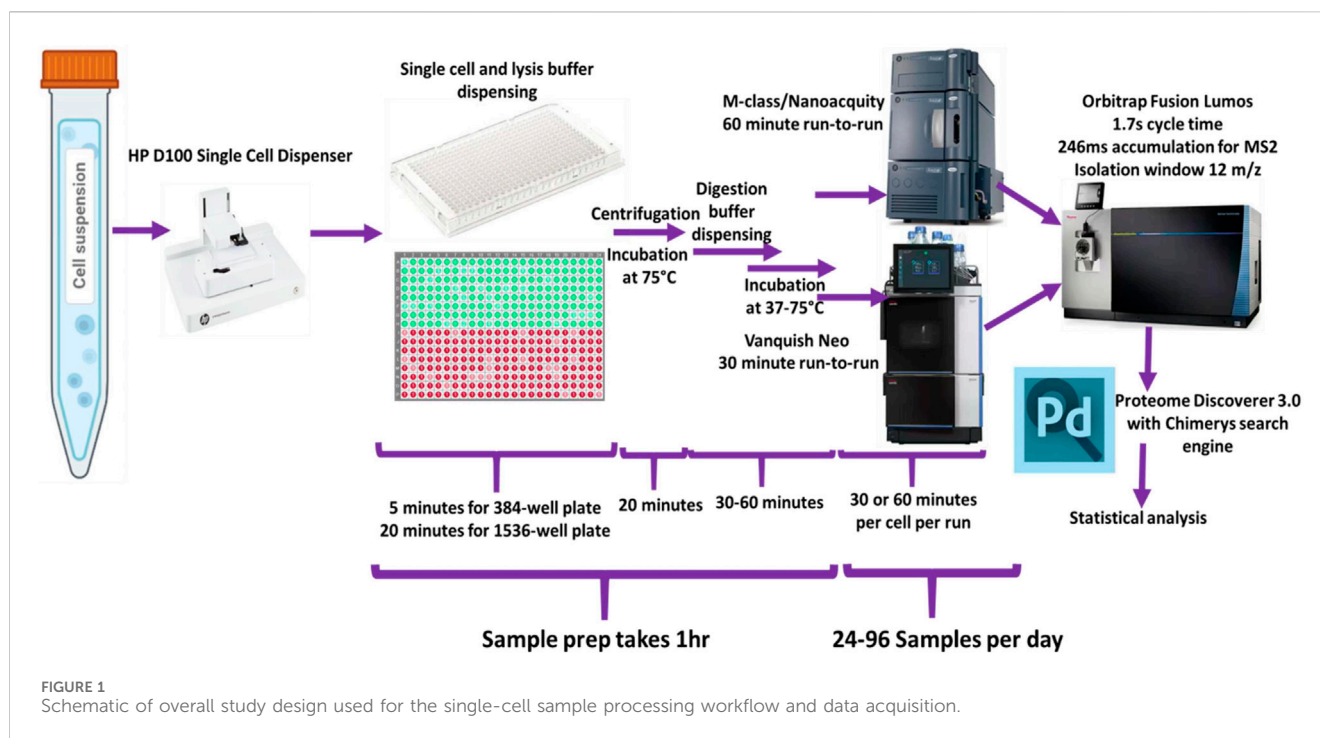 Cell suspension
HP D100 Single Cell Dispenser
hp
Single cell and lysis buffer
dispensing
Centrifugation
Incubation
at 75°C
Digestion
buffer
dispensing
Incubation
at 37-75°C
M-class/Nanoacquity
60 minute run-to-run
Vanquish Neo
30 minute run-to-run
Orbitrap Fusion Lumos
1.7s cycle time
246ms accumulation for MS2
Isolation window 12 m/z
Pd
Proteome Discoverer 3.0
with Chimerys search
engine
Statistical analysis
5 minutes for 384-well plate
20 minutes for 1536-well plate
20 minutes
30-60 minutes
30 or 60 minutes
per cell per run
Sample prep takes 1hr
24-96 Samples per day
FIGURE 1
Schematic of overall study design used for the single-cell sample processing workflow and data acquisition.